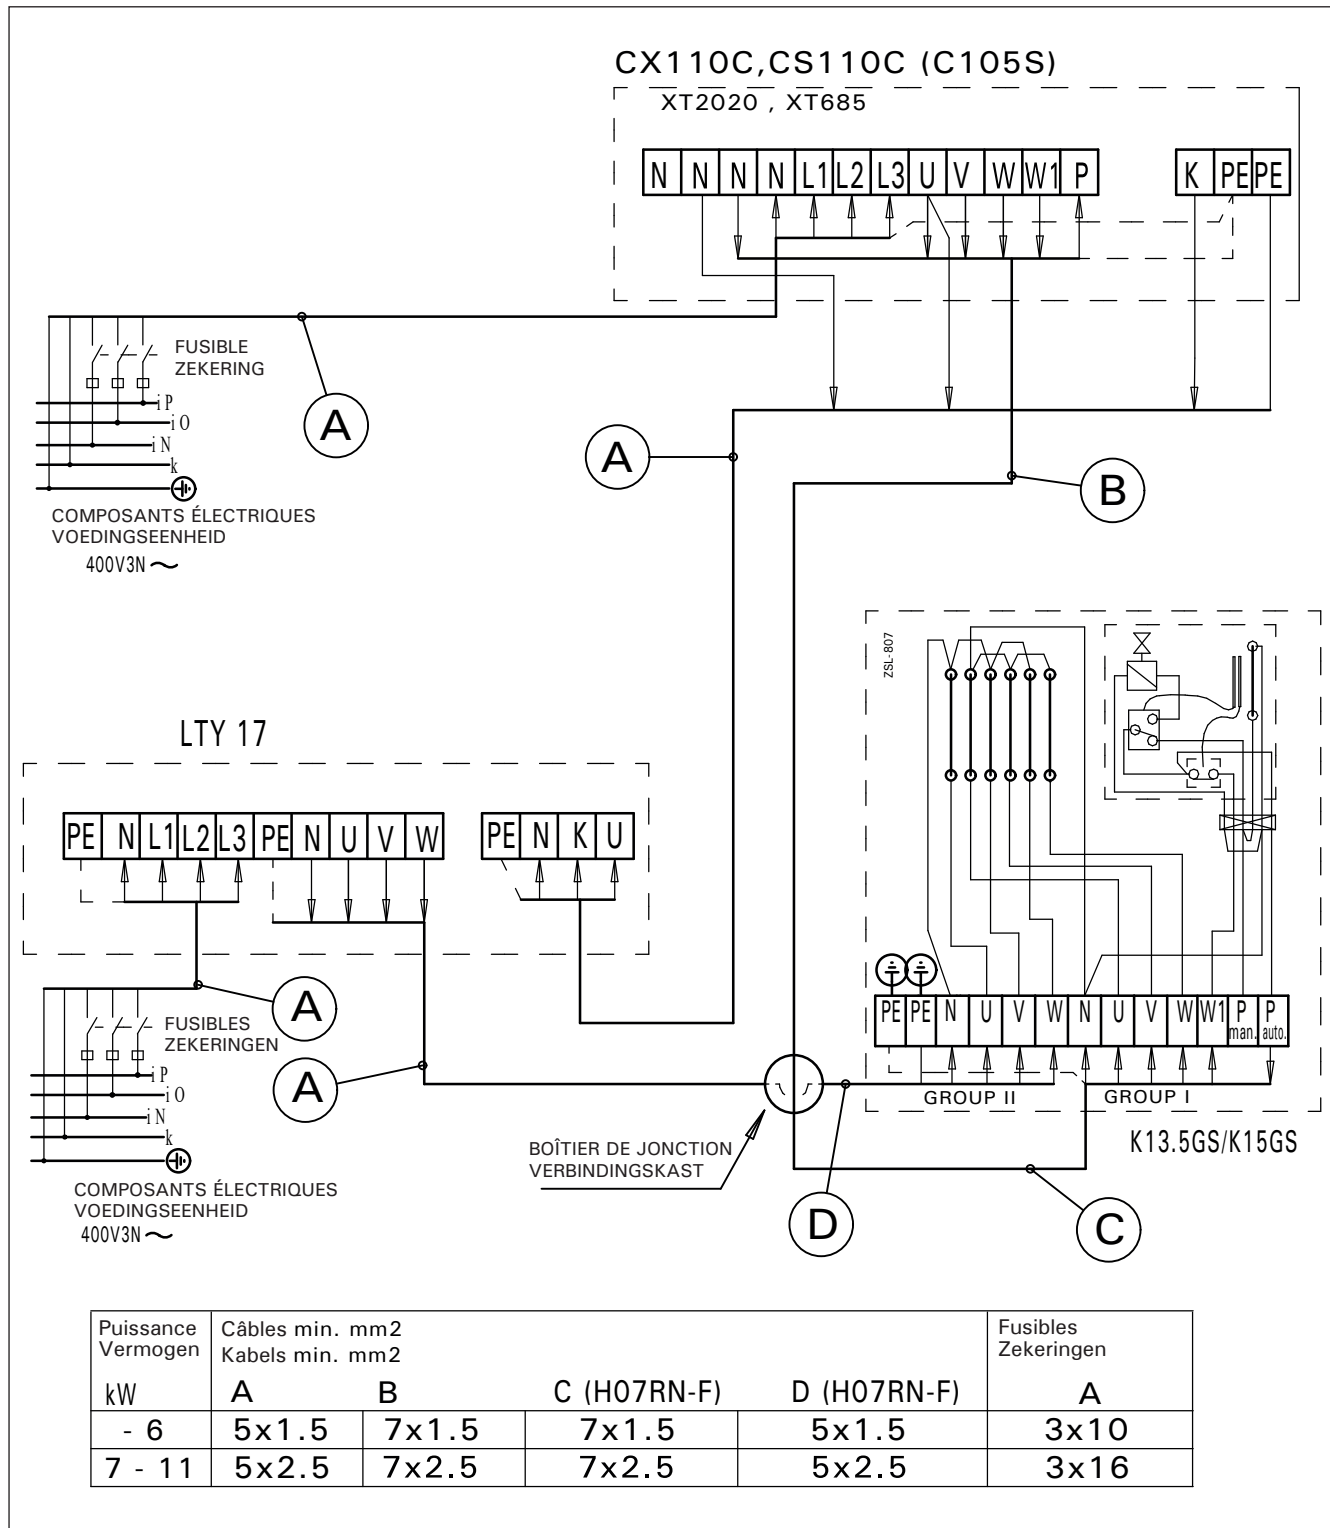 CX110C,CS110C (C105S)
XT2020 , XT685
N N N N L1 L2 L3 U V W W1 P K PE PE
FUSIBLE
ZEKERING
i P
i O
i N
k
A
A
B
COMPOSANTS ÉLECTRIQUES
VOEDINGSEENHEID
400V3N ~
ZSL-807
LTY 17
PE N L1 L2 L3 PE N U V W PE N K U
A
FUSIBLES
ZEKERINGEN
i P
i O
i N
k
A
COMPOSANTS ÉLECTRIQUES
VOEDINGSEENHEID
400V3N ~
PE PE N U V W N U V W W1 P man. P auto.
GROUP II GROUP I
K13.5GS/K15GS
BOÎTIER DE JONCTION
VERBINDINGSKAST
D
C
Puissance
Vermogen
kW
Câbles min. mm2
Kabels min. mm2
A B C (H07RN-F) D (H07RN-F)
Fusibles
Zekeringen
A
- 6 5x1.5 7x1.5 7x1.5 5x1.5 3x10
7 - 11 5x2.5 7x2.5 7x2.5 5x2.5 3x16